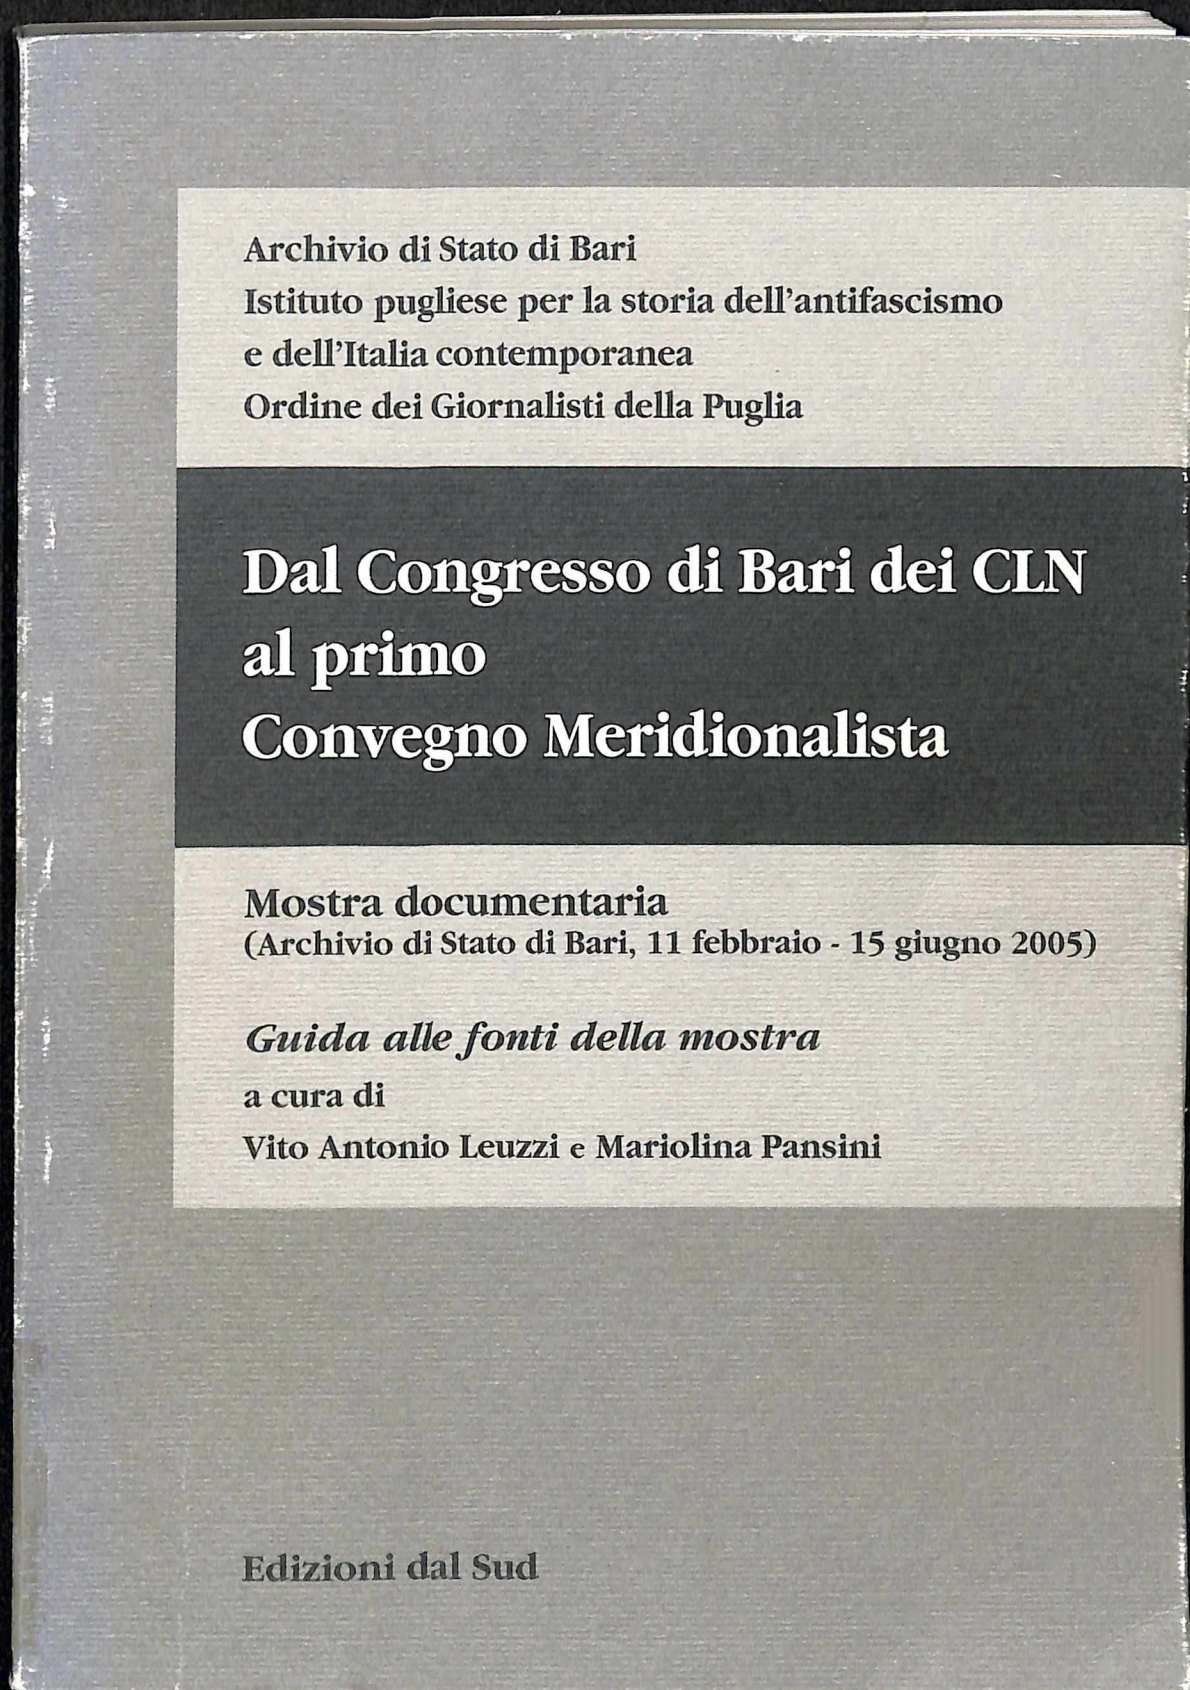 Archivio di Stato di Bari
Istituto pugliese per la storia dell'antifascismo
e dell'Italia contemporanea
Ordine dei Giornalisti della Puglia
Dal Congresso di Bari dei CLN
al primo
Convegno Meridionalista
Mostra documentaria
(Archivio di Stato di Bari, 11 febbraio - 15 giugno 2005)
Guida alle fonti della mostra
a cura di
Vito Antonio Leuzzi e Mariolina Pansini
Edizioni dal Sud